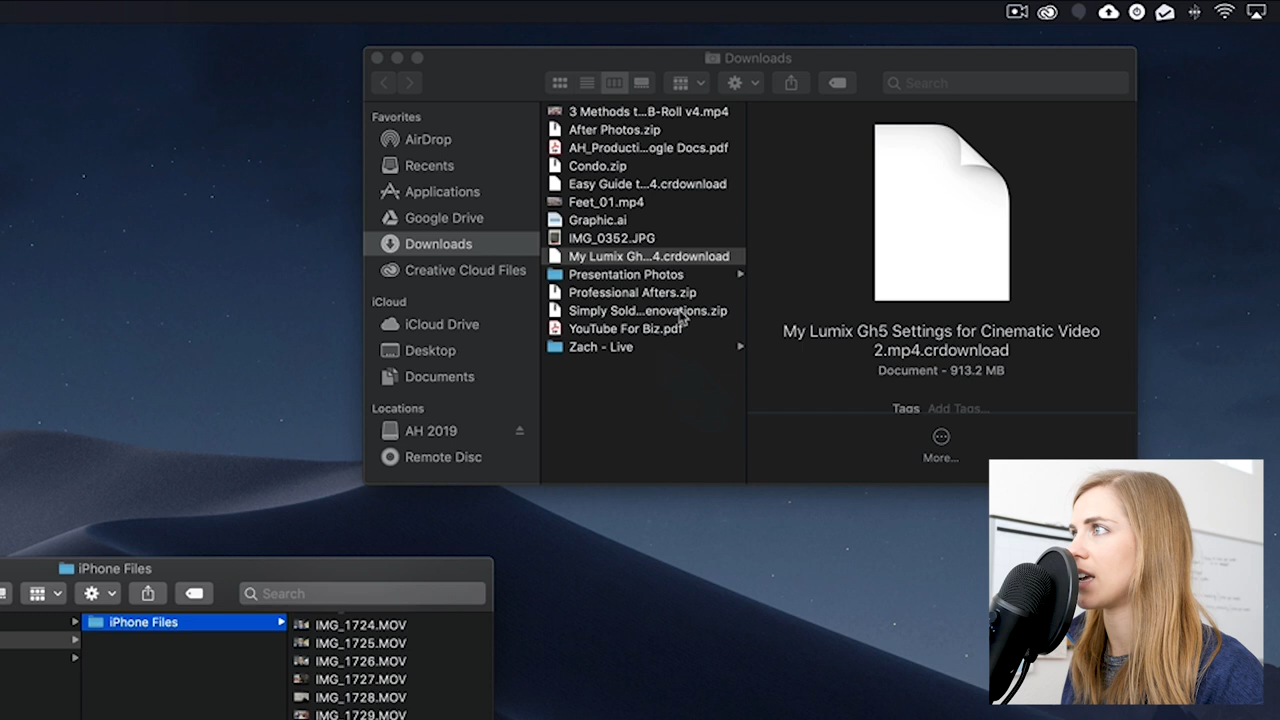 Downloads
Search
Favorites
AirDrop
Recents
Applications
Google Drive
Downloads
Creative Cloud Files
iCloud
iCloud Drive
Desktop
Documents
Locations
AH 2019
Remote Disc
3 Methods t...B-Roll v4.mp4
After Photos.zip
AH_Producti...ogle Docs.pdf
Condo.zip
Easy Guide t...4.crdownload
Feet_01.mp4
Graphic.ai
IMG_0352.JPG
My Lumix Gh...4.crdownload
Presentation Photos
Professional Afters.zip
Simply Sold...enovations.zip
YouTube For Biz.pdf
Zach - Live
My Lumix Gh5 Settings for Cinematic Video
2.mp4.crdownload
Document - 913.2 MB
Tags Add Tags...
More...
iPhone Files
Search
iPhone Files
IMG_1724.MOV
IMG_1725.MOV
IMG_1726.MOV
IMG_1727.MOV
IMG_1728.MOV
IMG_1729.MOV